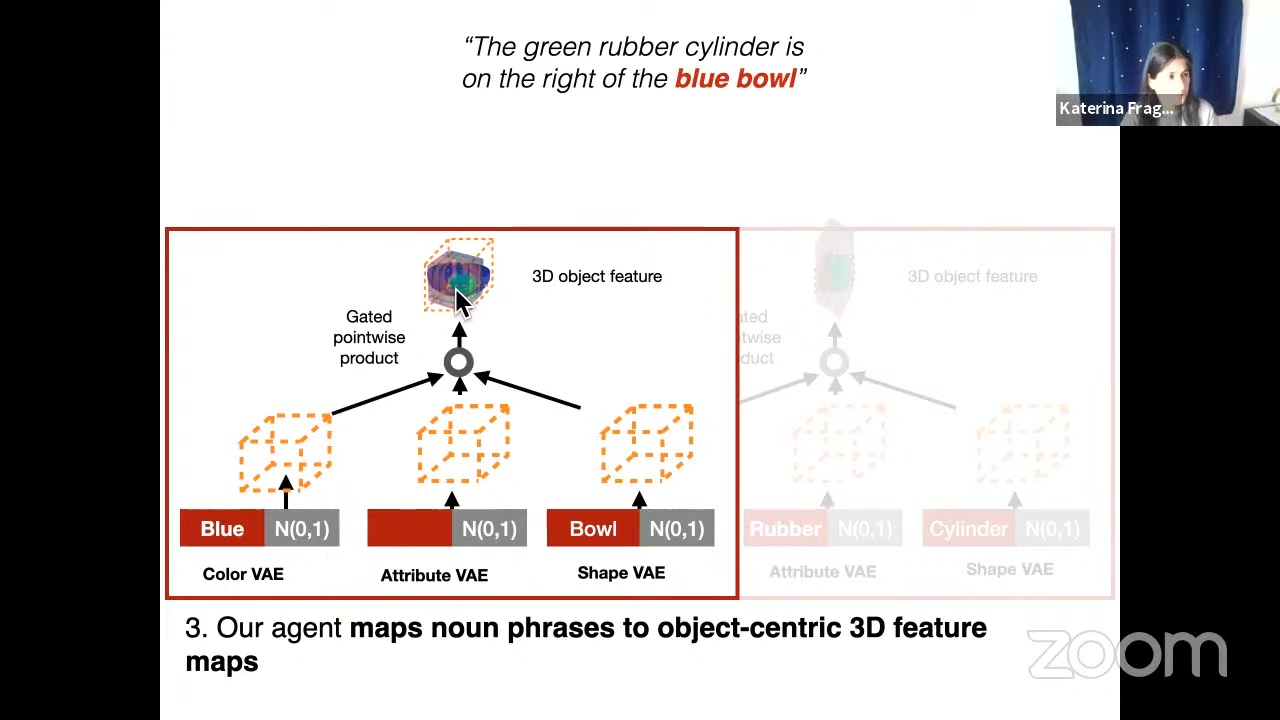 “The green rubber cylinder is
on the right of the blue bowl”
Katerina Frag...
3D object feature
3D object feature
Gated
pointwise
product
ated
twise
duct
Blue N(0,1)
N(0,1)
Bowl N(0,1)
Rubber N(0,1)
Cylinder N(0,1)
Color VAE
Attribute VAE
Shape VAE
Attribute VAE
Shape VAE
3. Our agent maps noun phrases to object-centric 3D feature
maps
zoom